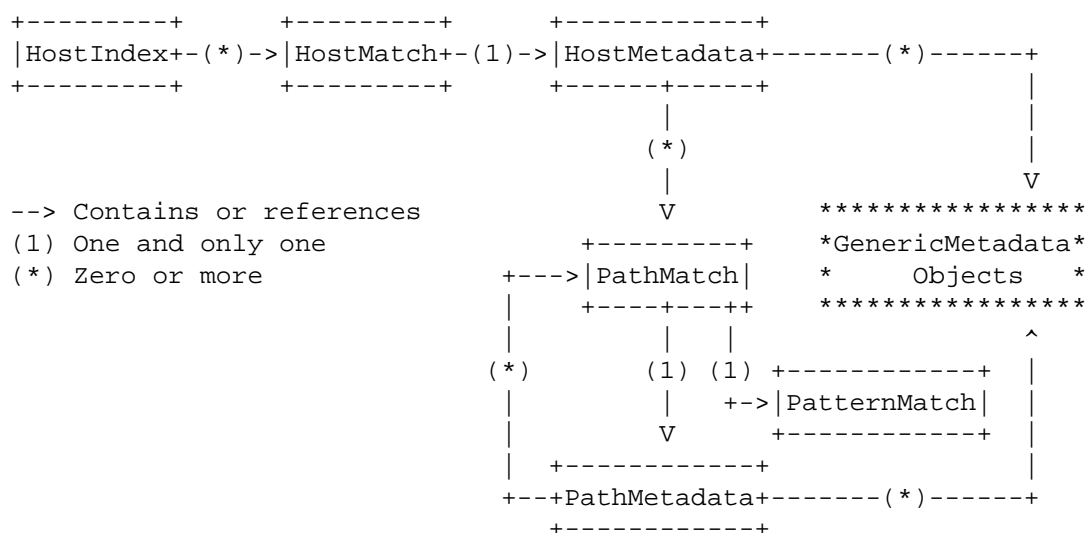 +---------+      +---------+      +------------+
|HostIndex+-(*)->|HostMatch+-(1)->|HostMetadata+-------(*)------+
+---------+      +---------+      +------+-----+                |
                                         |                      |
                                        (*)                     |
                                         |                      V
--> Contains or references               V         *****************
(1) One and only one                +---------+    *GenericMetadata*
(*) Zero or more               +--->|PathMatch|    *     Objects   *
                               |    +----+---++    *****************
                               |         |   |                  ^
                              (*)       (1) (1) +------------+  |
                               |         |   +->|PatternMatch|  |
                               |         V      +------------+  |
                               |  +------------+                |
                               +--+PathMetadata+-------(*)------+
                                  +------------+